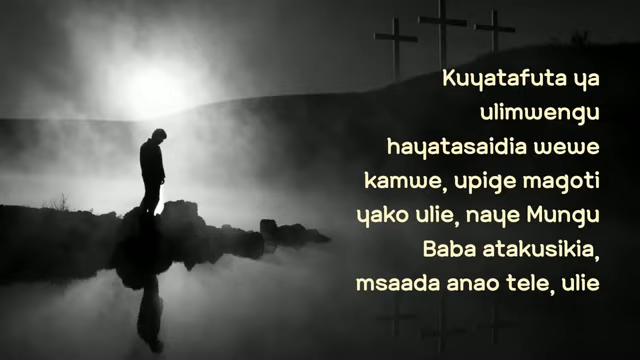 Kuyatafuta ya
ulimwengu
hayatasaidia wewe
kamwe, upige magoti
yako ulie, naye Mungu
Baba atakusikia,
msaada anao tele, ulie